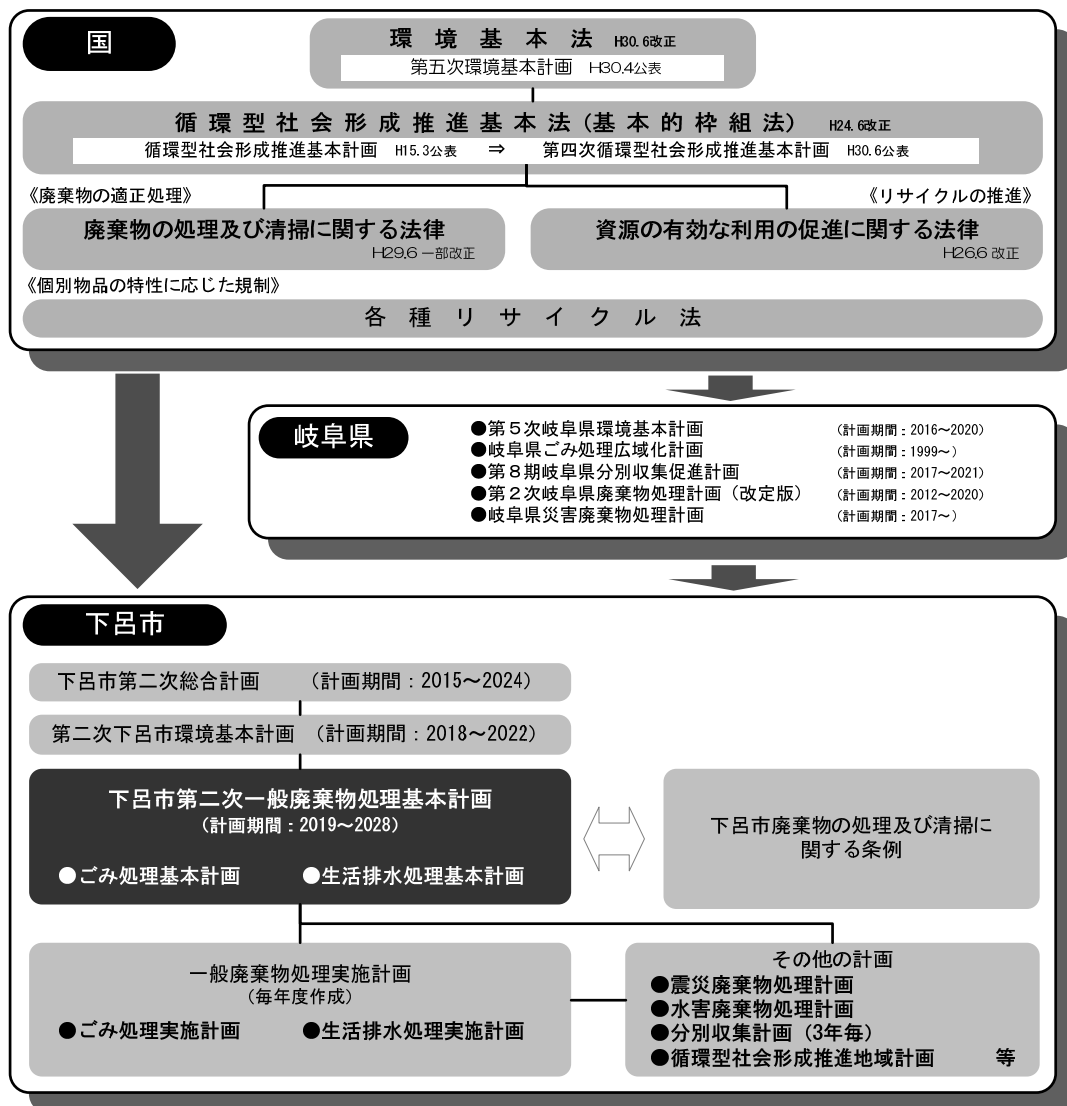 国
環境基本法 H30.6改正
第五次環境基本計画 H30.4公表
循環型社会形成推進基本法(基本的枠組法) H24.6改正
循環型社会形成推進基本計画 H15.3公表 ⇒ 第四次循環型社会形成推進基本計画 H30.6公表
《廃棄物の適正処理》 《リサイクルの推進》
廃棄物の処理及び清掃に関する法律
H29.6 一部改正
資源の有効な利用の促進に関する法律
H26.6 改正
《個別物品の特性に応じた規制》
各種リサイクル法
岐阜県
●第5次岐阜県環境基本計画 (計画期間:2016~2020)
●岐阜県ごみ処理広域化計画 (計画期間:1999~)
●第8期岐阜県分別収集促進計画 (計画期間:2017~2021)
●第2次岐阜県廃棄物処理計画(改定版) (計画期間:2012~2020)
●岐阜県災害廃棄物処理計画 (計画期間:2017~)
下呂市
下呂市第二次総合計画 (計画期間:2015~2024)
第二次下呂市環境基本計画 (計画期間:2018~2022)
下呂市第二次一般廃棄物処理基本計画
(計画期間:2019~2028)
●ごみ処理基本計画 ●生活排水処理基本計画
下呂市廃棄物の処理及び清掃に
関する条例
一般廃棄物処理実施計画
(毎年度作成)
●ごみ処理実施計画 ●生活排水処理実施計画
その他の計画
●震災廃棄物処理計画
●水害廃棄物処理計画
●分別収集計画(3年毎)
●循環型社会形成推進地域計画 等